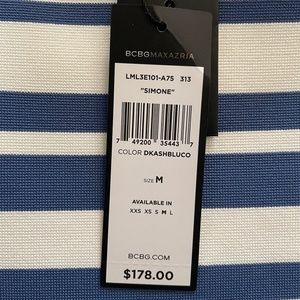 BCBGMAXAZRIA
LML3E101-A75 313
"SIMONE"
7 49200 35443 7
COLOR DKASHBLUCO
SIZE M
AVAILABLE IN
XXS XS S M L
BCBG.COM
$178.00